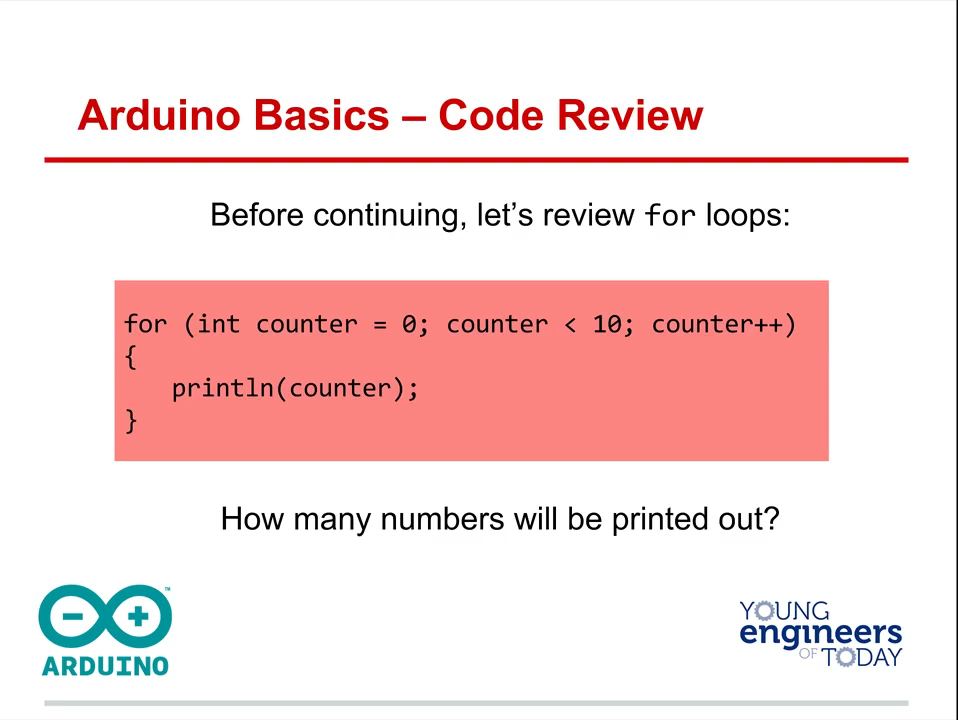 Arduino Basics – Code Review
Before continuing, let’s review for loops:
for (int counter = 0; counter < 10; counter++)
{
println(counter);
}
How many numbers will be printed out?
ARDUINO
TM
YOUNG
engineers
OF TODAY